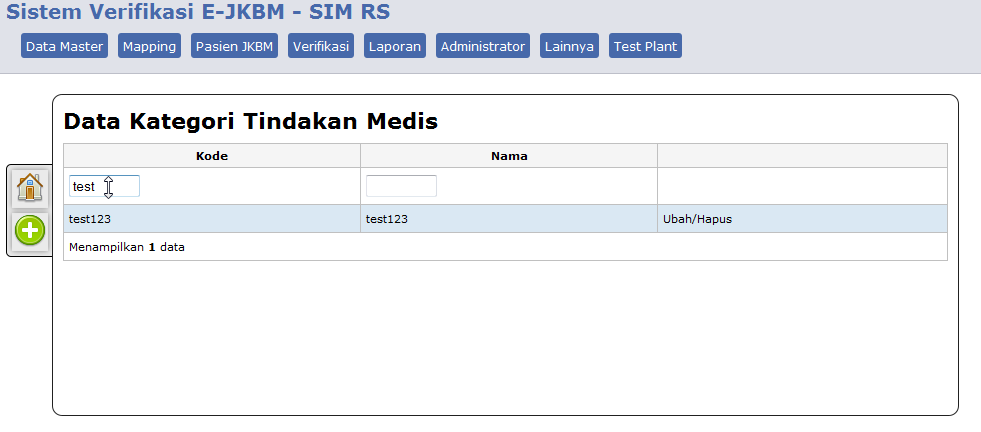 Sistem Verifikasi E-JKBM - SIM RS
Data Master Mapping Pasien JKBM Verifikasi Laporan Administrator Lainnya Test Plant
Data Kategori Tindakan Medis
Kode Nama
test
test123 test123 Ubah/Hapus
Menampilkan 1 data